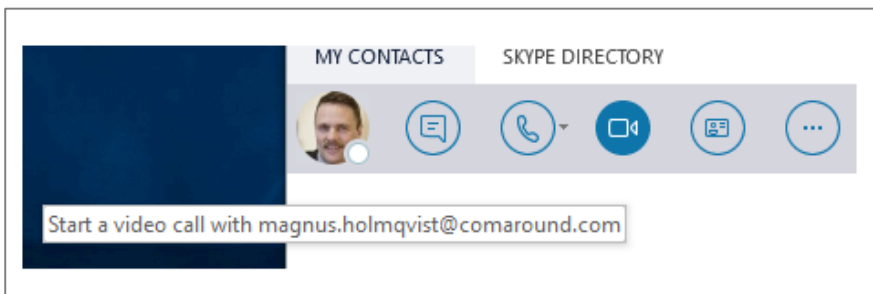 MY CONTACTS SKYPE DIRECTORY
Start a video call with magnus.holmqvist@comaround.com